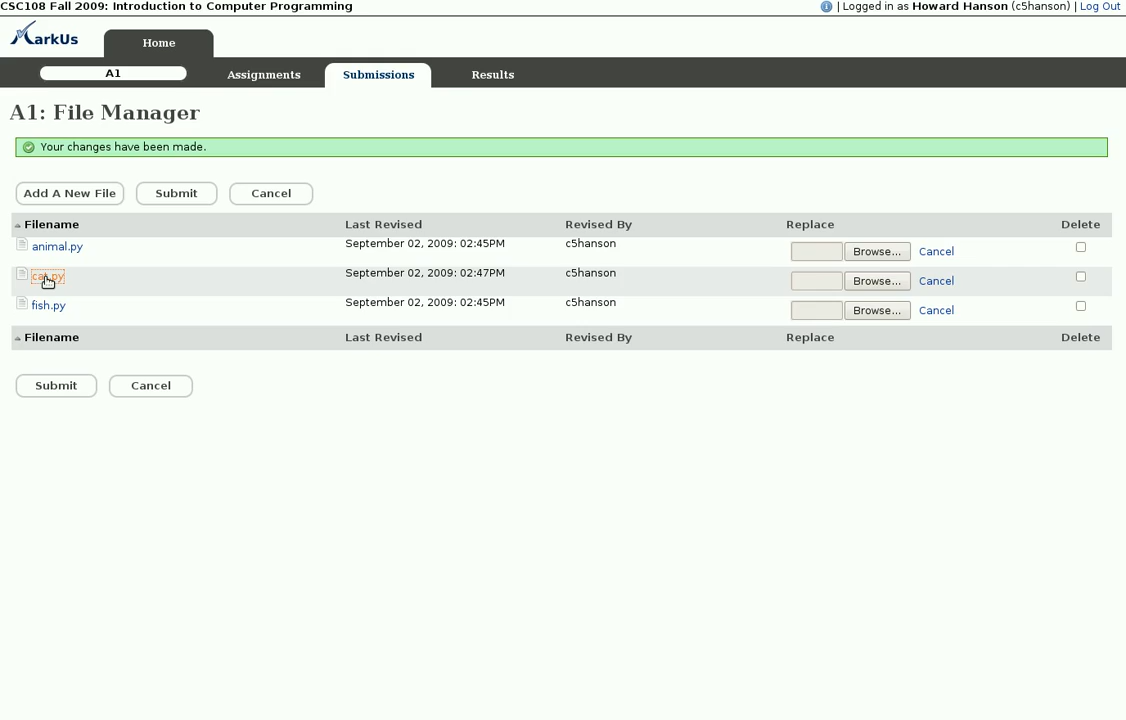 CSC108 Fall 2009: Introduction to Computer Programming | Logged in as Howard Hanson (c5hanson) | Log Out
MarkUs Home
A1 Assignments Submissions Results
A1: File Manager
Your changes have been made.
Add A New File Submit Cancel
Filename Last Revised Revised By Replace Delete
animal.py September 02, 2009: 02:45PM c5hanson Browse... Cancel
cat.py September 02, 2009: 02:47PM c5hanson Browse... Cancel
fish.py September 02, 2009: 02:45PM c5hanson Browse... Cancel
Filename Last Revised Revised By Replace Delete
Submit Cancel